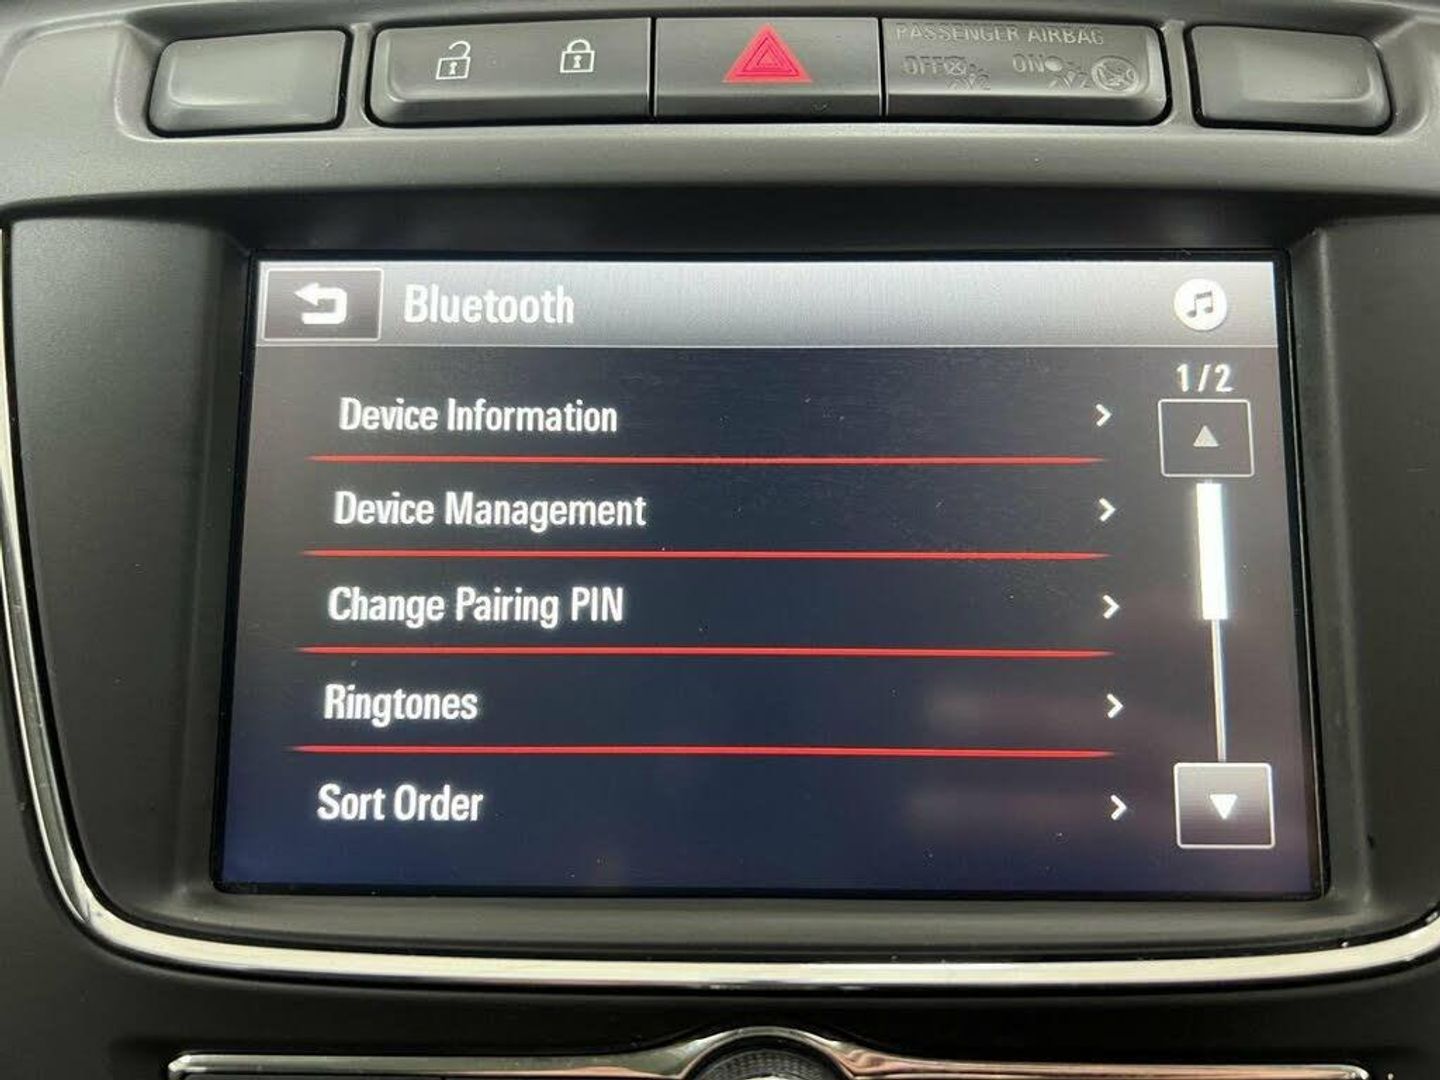 PASSENGER AIRBAG
OFF ON
Bluetooth
1/2
Device Information
Device Management
Change Pairing PIN
Ringtones
Sort Order